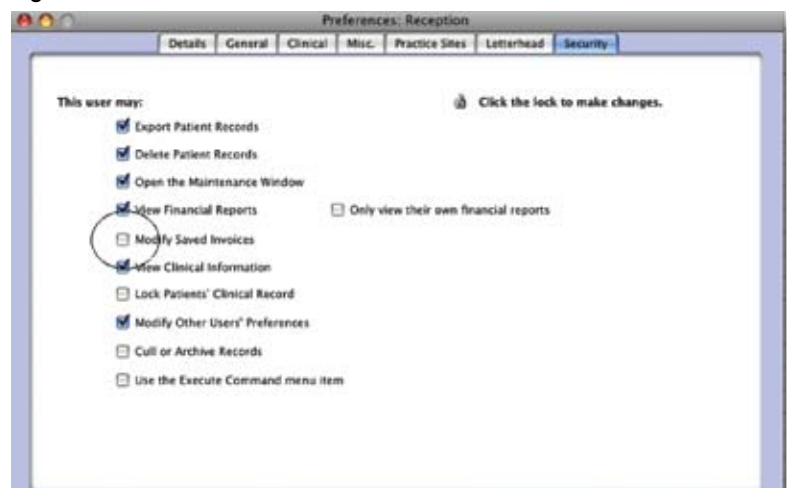 Preferences: Reception
Details General Clinical Misc. Practice Sites Letterhead Security
This user may: Click the lock to make changes.
Export Patient Records
Delete Patient Records
Open the Maintenance Window
View Financial Reports Only view their own financial reports
Modify Saved Invoices
View Clinical Information
Lock Patients' Clinical Record
Modify Other Users' Preferences
Cull or Archive Records
Use the Execute Command menu item